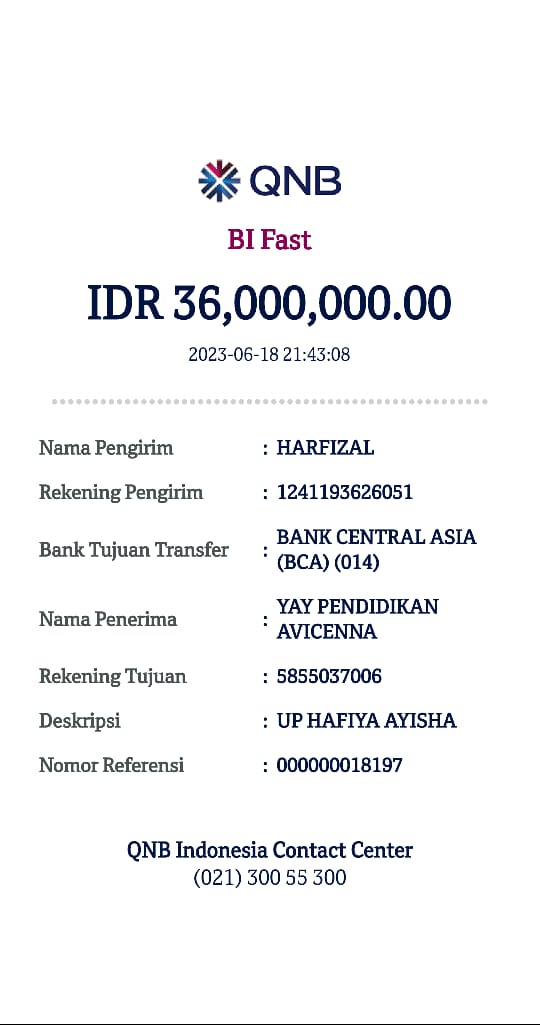 QNB
BI Fast
IDR 36,000,000.00
2023-06-18 21:43:08
Nama Pengirim : HARFIZAL
Rekening Pengirim : 1241193626051
Bank Tujuan Transfer : BANK CENTRAL ASIA
(BCA) (014)
Nama Penerima : YAY PENDIDIKAN
AVICENNA
Rekening Tujuan : 5855037006
Deskripsi : UP HAFIYA AYISHA
Nomor Referensi : 000000018197
QNB Indonesia Contact Center
(021) 300 55 300